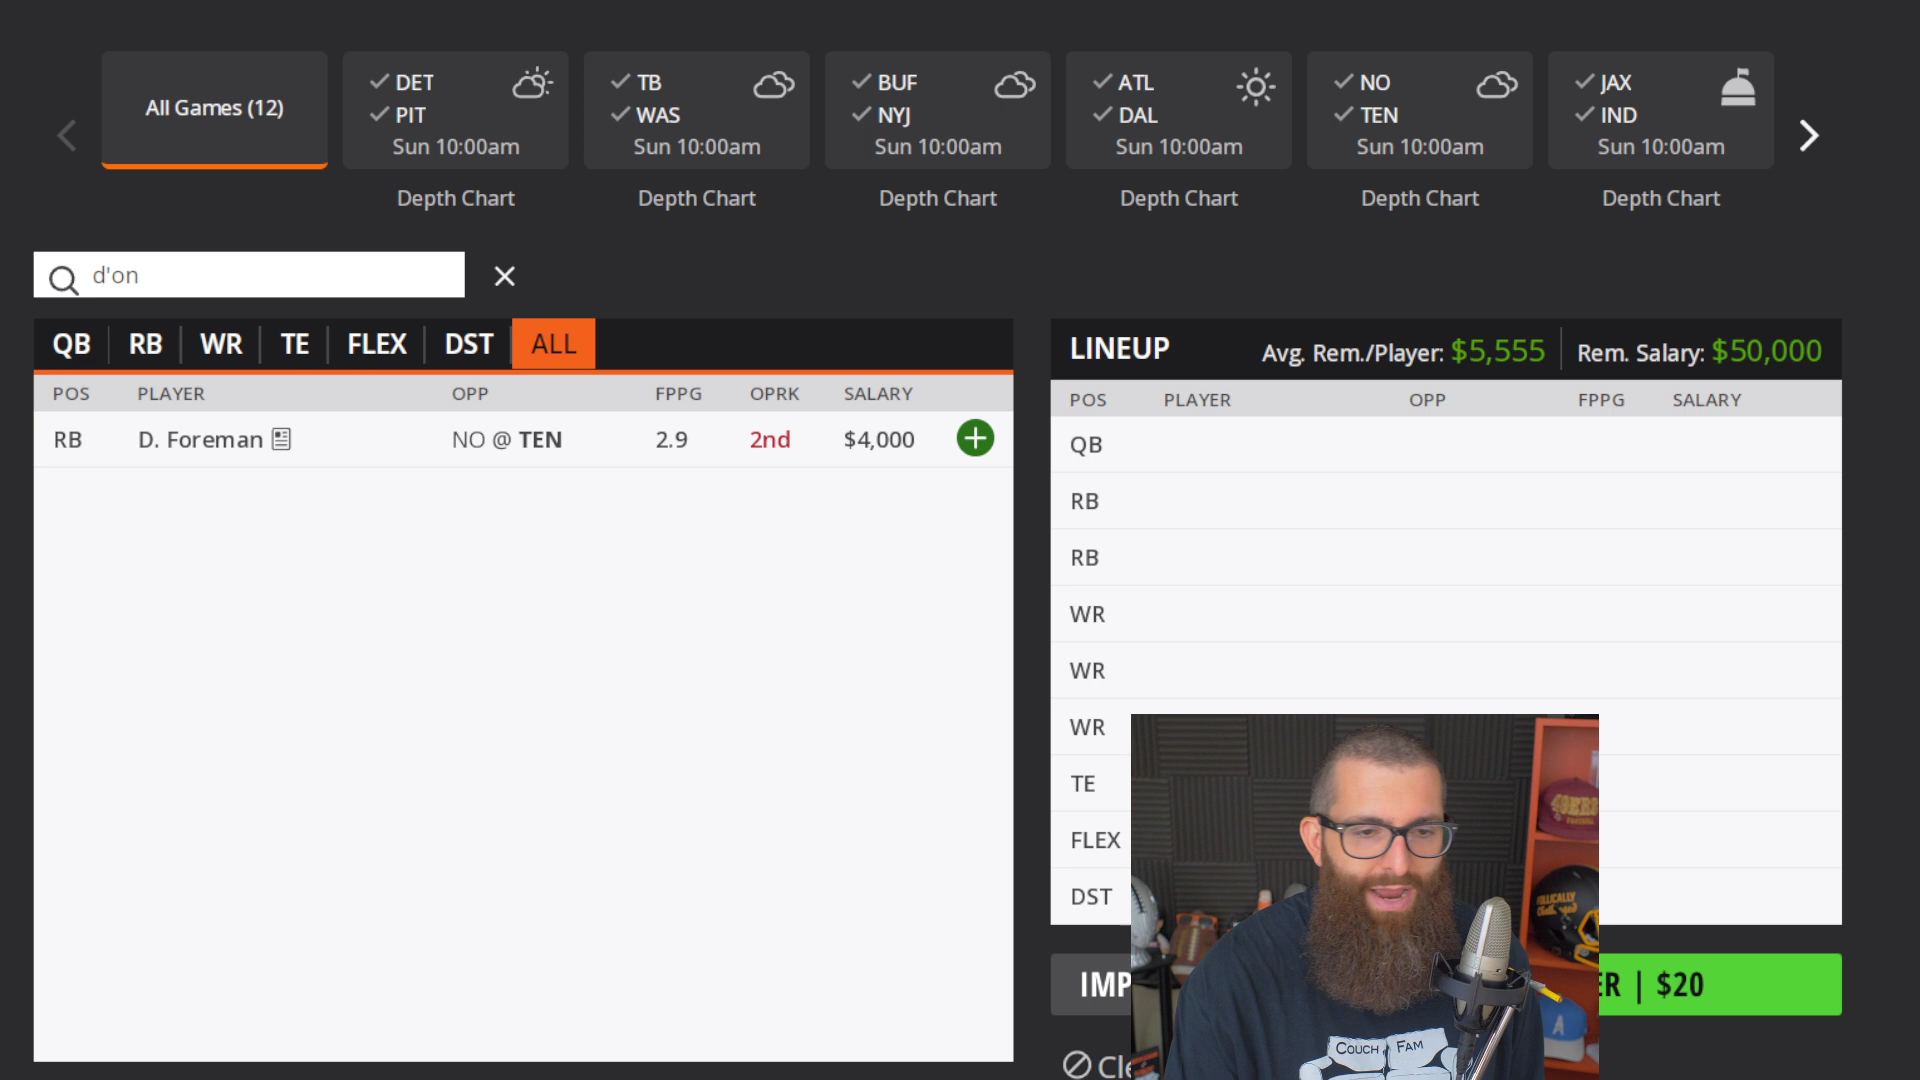 All Games (12)
DET
PIT
Sun 10:00am
Depth Chart
TB
WAS
Sun 10:00am
Depth Chart
BUF
NYJ
Sun 10:00am
Depth Chart
ATL
DAL
Sun 10:00am
Depth Chart
NO
TEN
Sun 10:00am
Depth Chart
JAX
IND
Sun 10:00am
Depth Chart
d'on
QB RB WR TE FLEX DST ALL
POS PLAYER OPP FPPG OPRK SALARY
RB D. Foreman NO @ TEN 2.9 2nd $4,000
LINEUP Avg. Rem./Player: $5,555 Rem. Salary: $50,000
POS PLAYER OPP FPPG SALARY
QB
RB
RB
WR
WR
WR
TE
FLEX
DST
IMP
ER | $20
Cle
49ERS
FOOTBALL
A
COUCH FAM